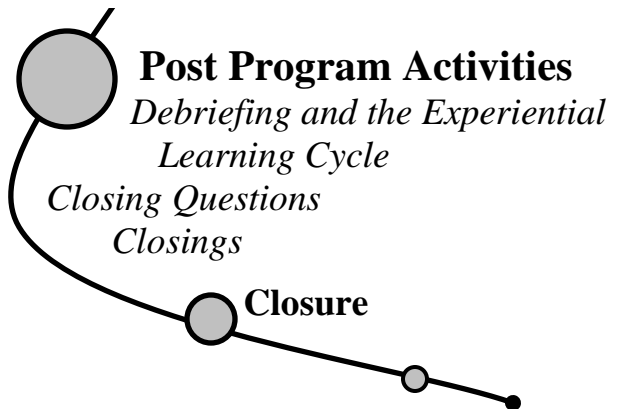 Post Program Activities
Debriefing and the Experiential
Learning Cycle
Closing Questions
Closings
Closure